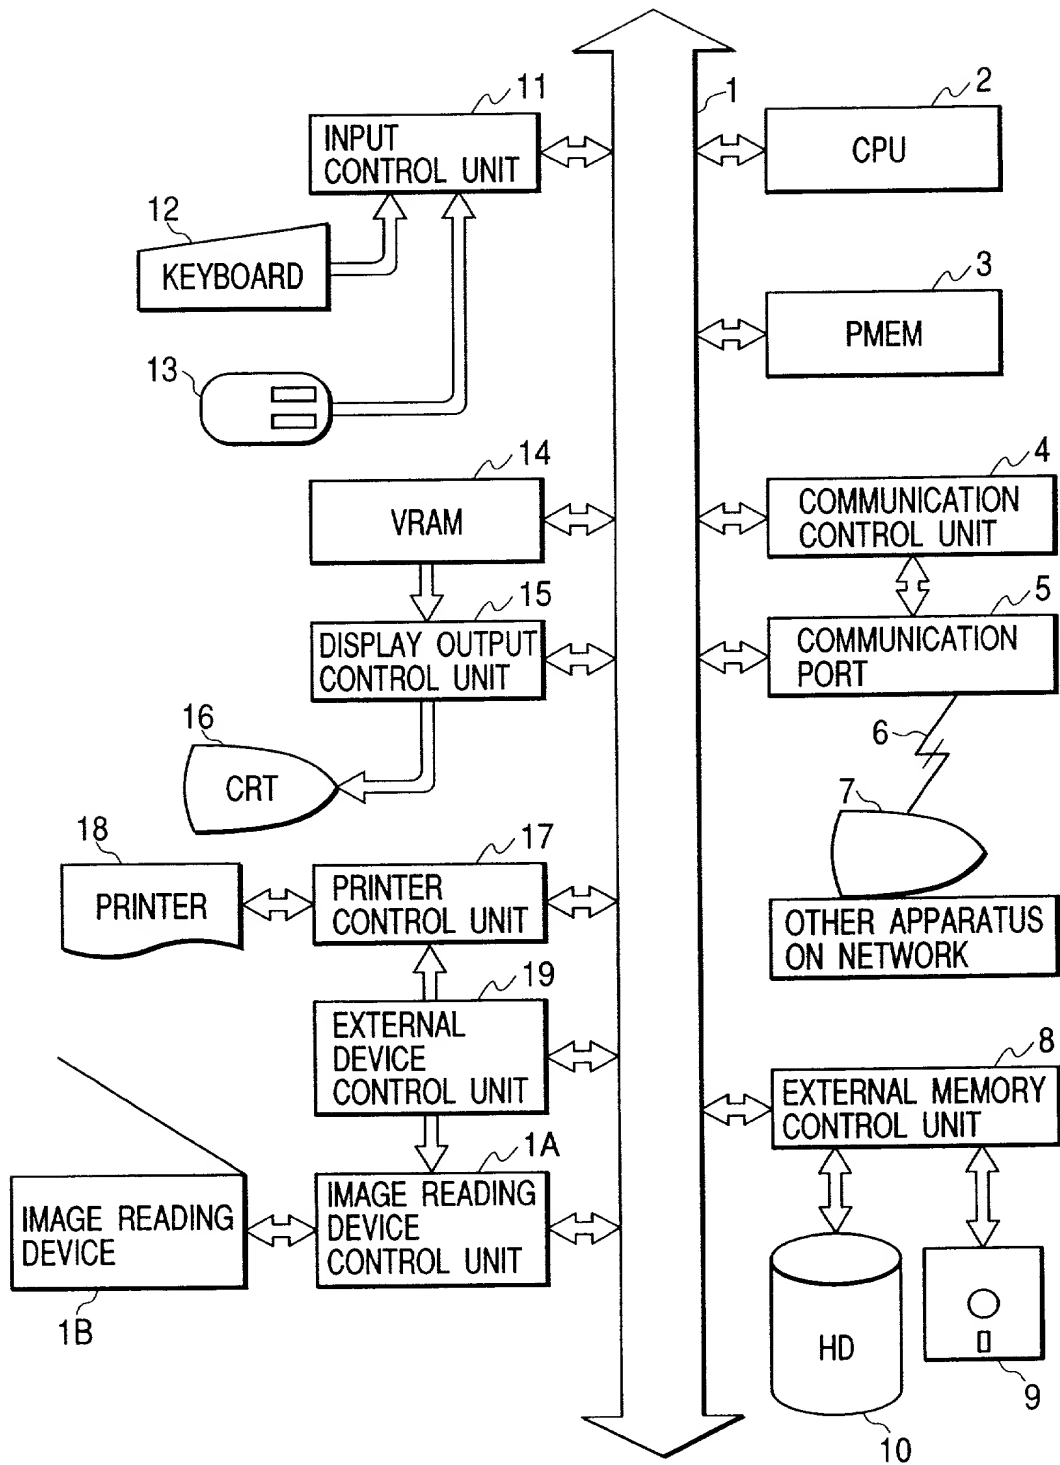 11
INPUT
CONTROL UNIT
1
2
CPU
12
KEYBOARD
3
PMEM
13
14
VRAM
4
COMMUNICATION
CONTROL UNIT
15
DISPLAY OUTPUT
CONTROL UNIT
5
COMMUNICATION
PORT
16
CRT
6
7
18
PRINTER
17
PRINTER
CONTROL UNIT
OTHER APPARATUS
ON NETWORK
19
EXTERNAL
DEVICE
CONTROL UNIT
8
EXTERNAL MEMORY
CONTROL UNIT
1A
IMAGE READING
DEVICE
CONTROL UNIT
IMAGE READING
DEVICE
1B
HD
10
9